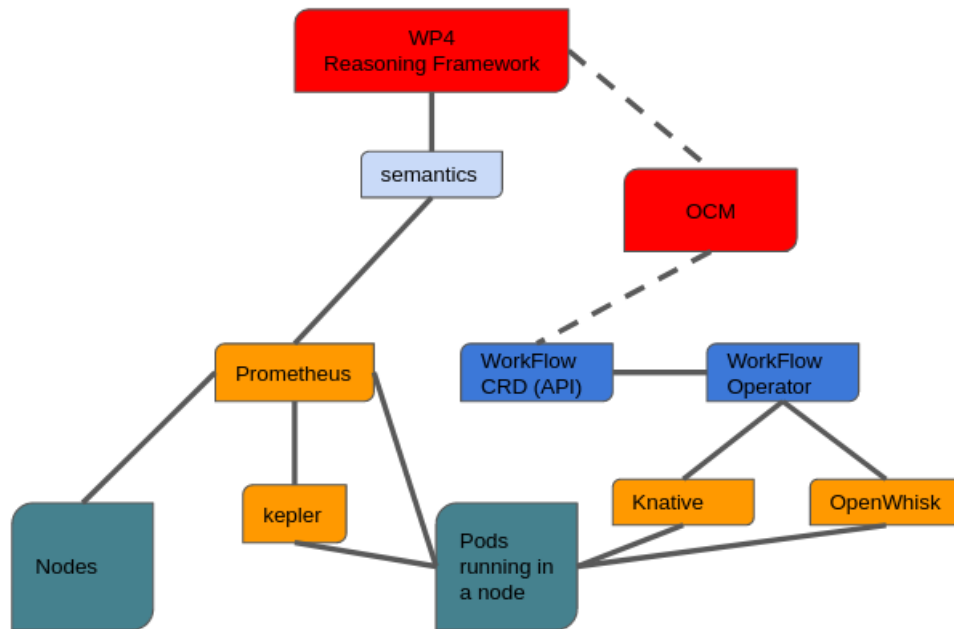 WP4
Reasoning Framework
semantics
OCM
Prometheus
WorkFlow
CRD (API)
WorkFlow
Operator
kepler
Knative
OpenWhisk
Nodes
Pods
running in
a node